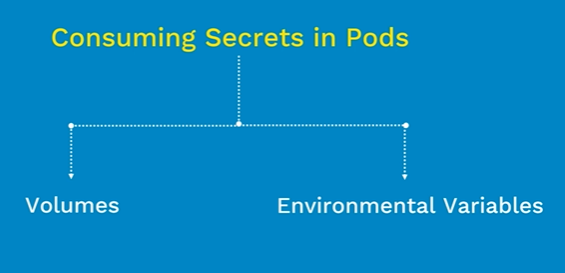 Consuming Secrets in Pods
Volumes
Environmental Variables